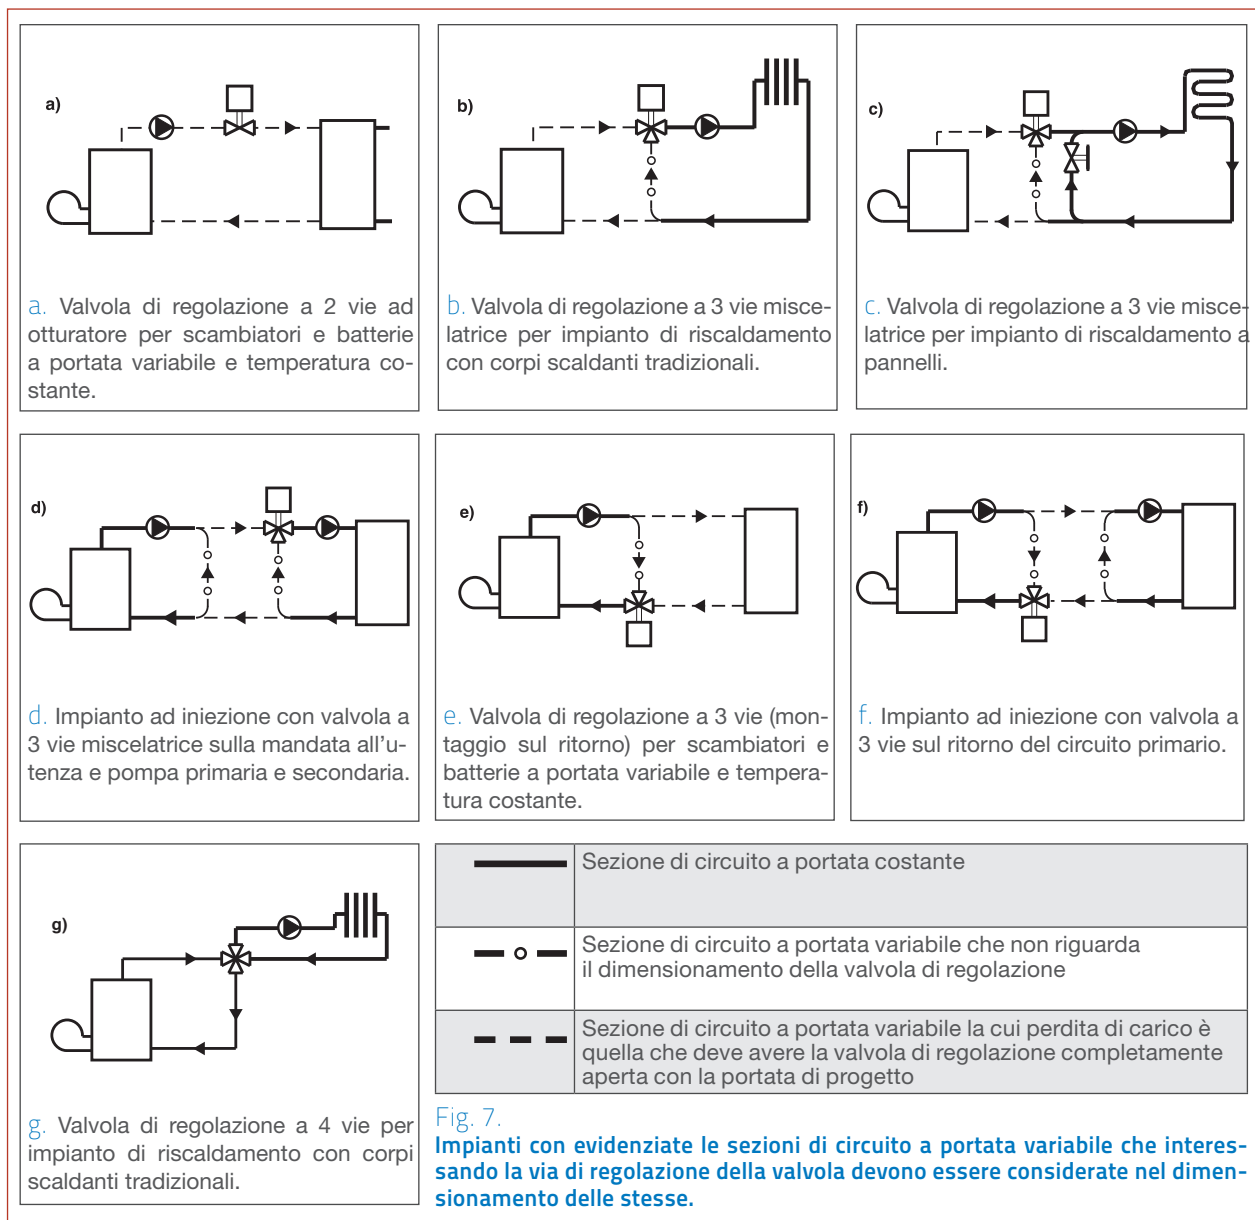 a)
a. Valvola di regolazione a 2 vie ad
otturatore per scambiatori e batterie
a portata variabile e temperatura co-
stante.
b)
b. Valvola di regolazione a 3 vie misce-
latrice per impianto di riscaldamento
con corpi scaldanti tradizionali.
c)
c. Valvola di regolazione a 3 vie misce-
latrice per impianto di riscaldamento a
pannelli.
d)
d. Impianto ad iniezione con valvola a
3 vie miscelatrice sulla mandata all'u-
tenza e pompa primaria e secondaria.
e)
e. Valvola di regolazione a 3 vie (mon-
taggio sul ritorno) per scambiatori e
batterie a portata variabile e tempera-
tura costante.
f)
f. Impianto ad iniezione con valvola a
3 vie sul ritorno del circuito primario.
g)
g. Valvola di regolazione a 4 vie per
impianto di riscaldamento con corpi
scaldanti tradizionali.
Sezione di circuito a portata costante
Sezione di circuito a portata variabile che non riguarda
il dimensionamento della valvola di regolazione
Sezione di circuito a portata variabile la cui perdita di carico è
quella che deve avere la valvola di regolazione completamente
aperta con la portata di progetto
Fig. 7.
Impianti con evidenziate le sezioni di circuito a portata variabile che interes-
sando la via di regolazione della valvola devono essere considerate nel dimen-
sionamento delle stesse.